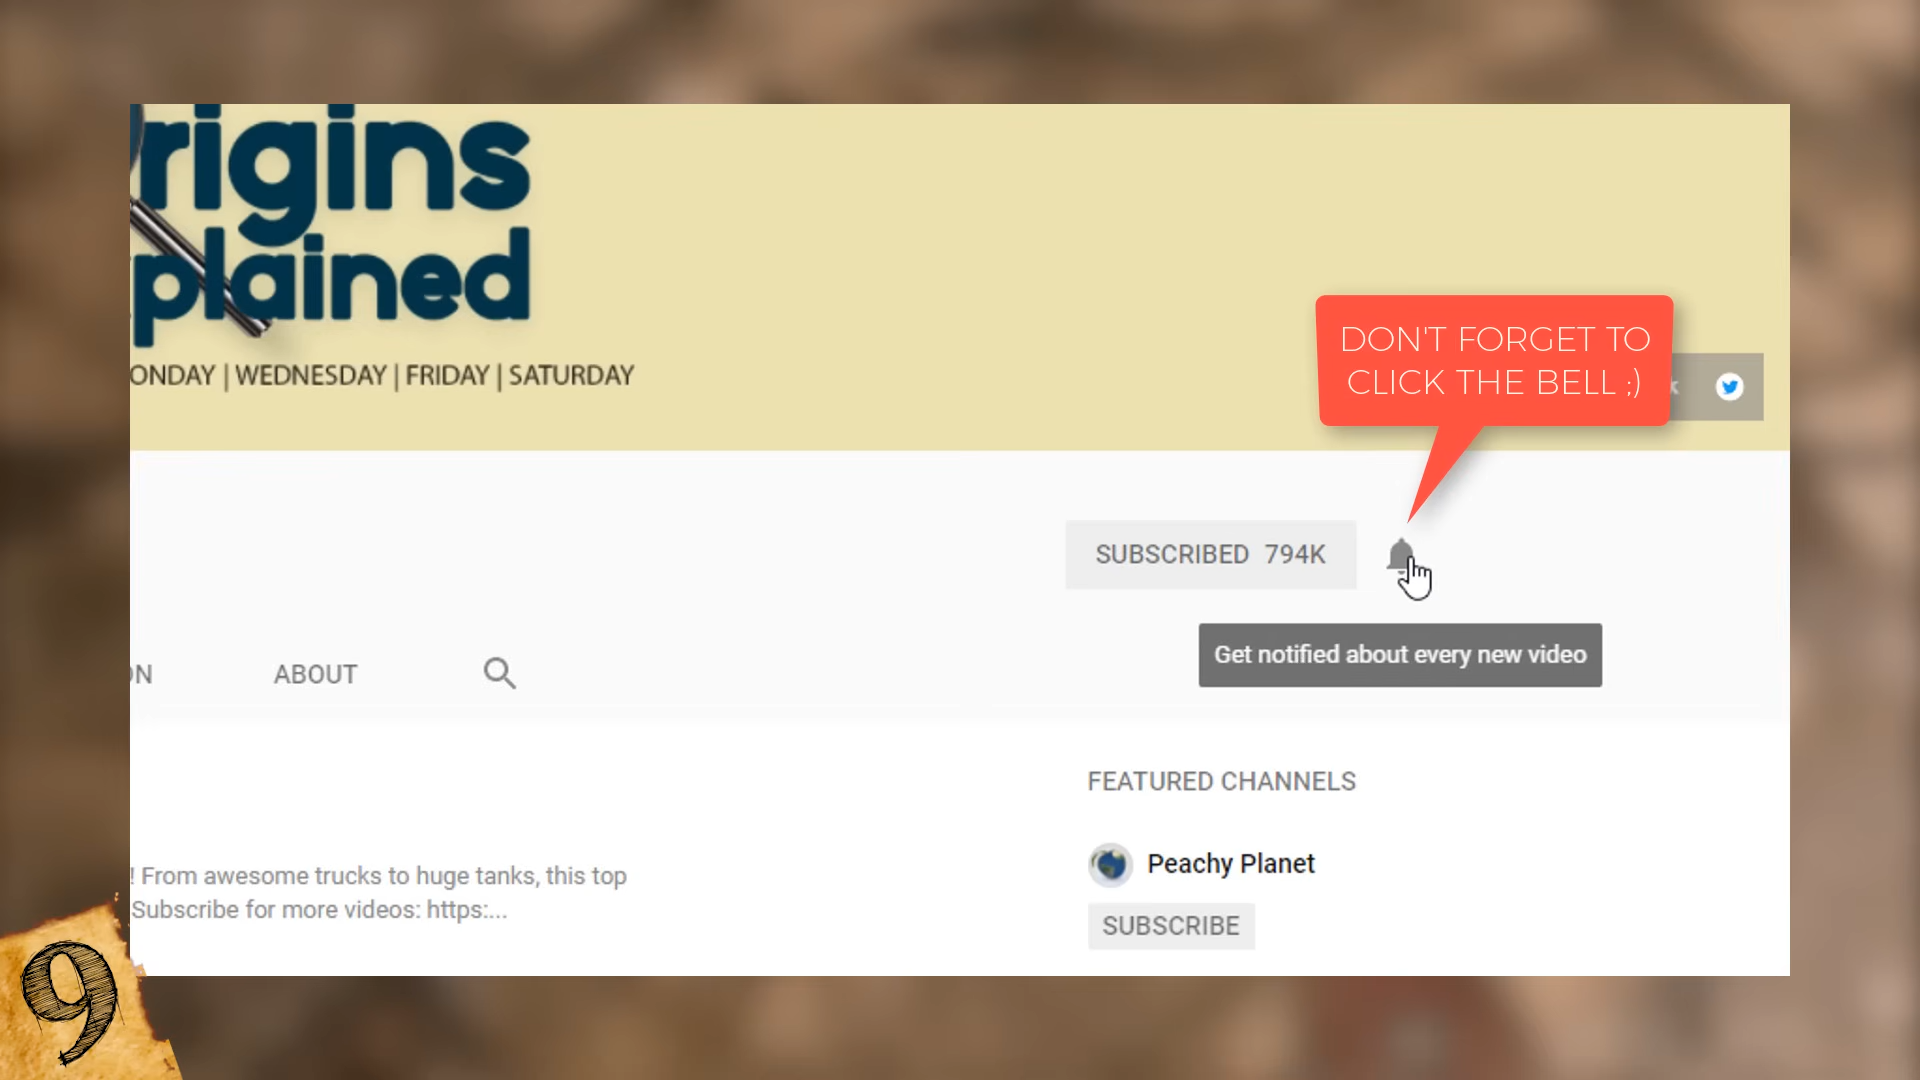 rigins
plained
ONDAY | WEDNESDAY | FRIDAY | SATURDAY
DON'T FORGET TO
CLICK THE BELL ;)
k
SUBSCRIBED 794K
Get notified about every new video
ON
ABOUT
FEATURED CHANNELS
Peachy Planet
SUBSCRIBE
! From awesome trucks to huge tanks, this top
Subscribe for more videos: https:...
9